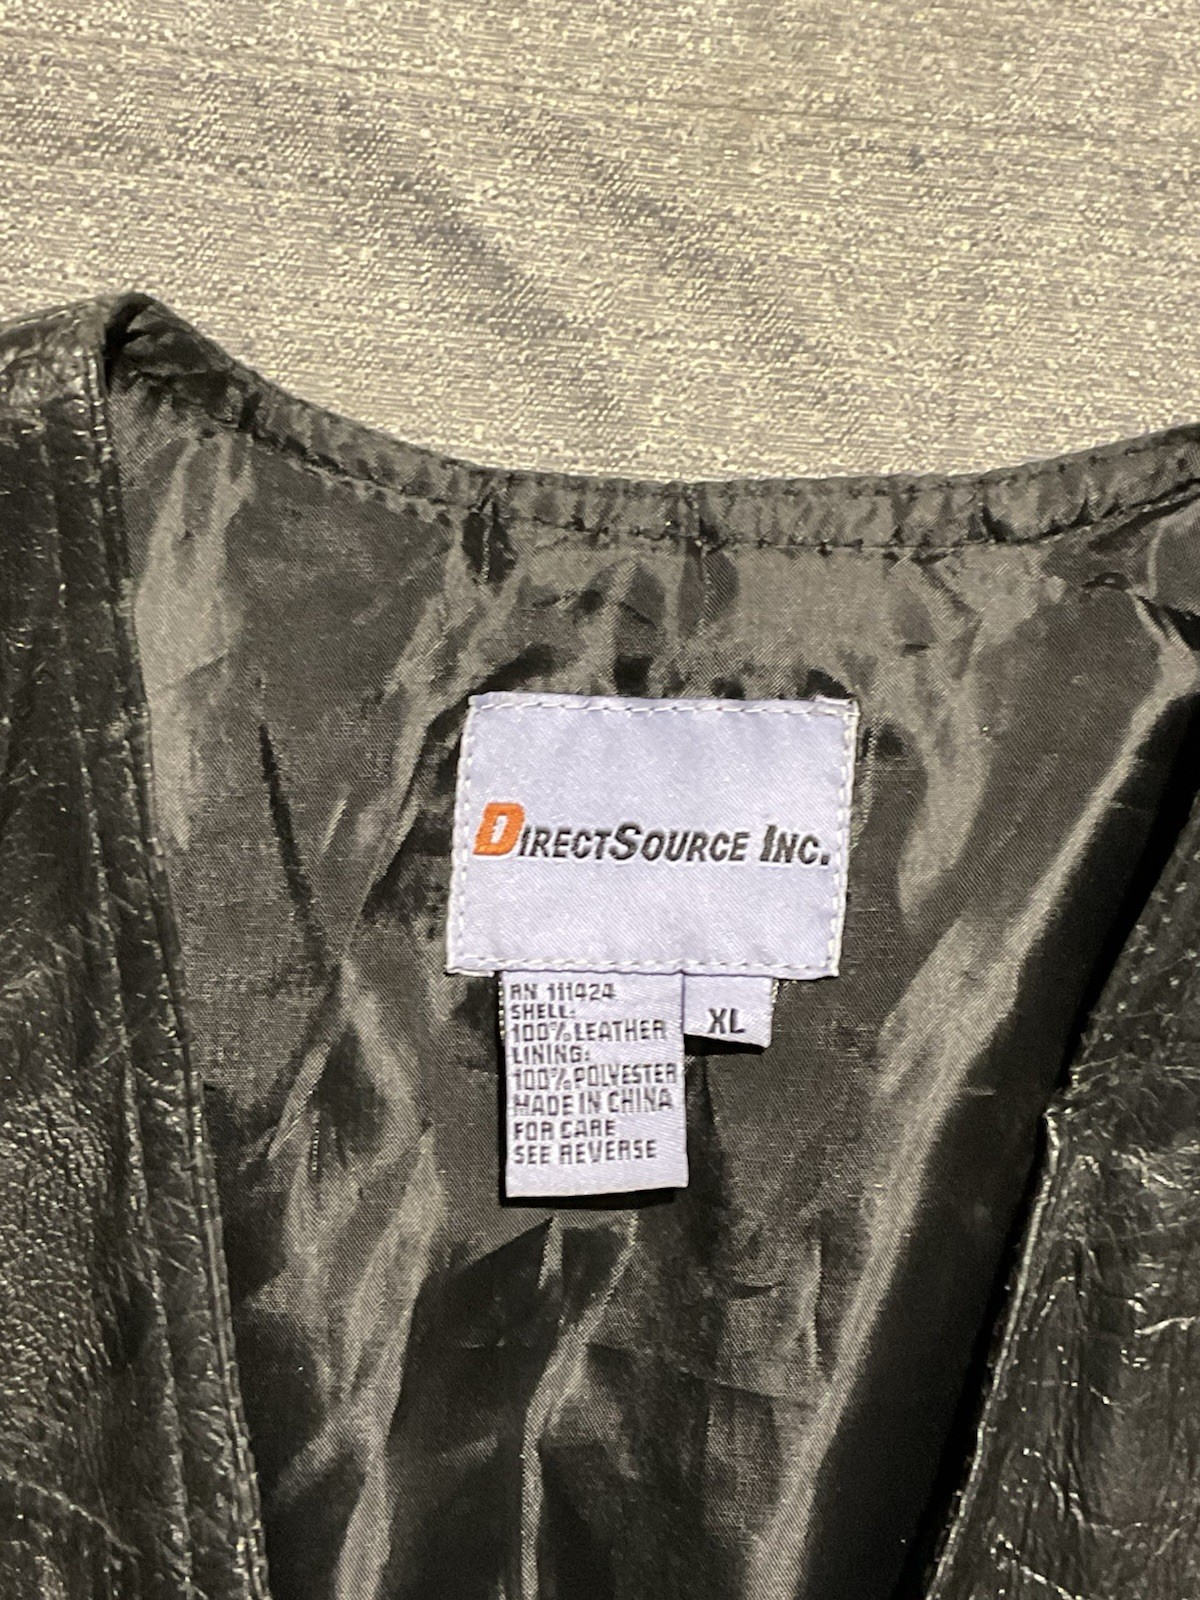 DIRECTSOURCE INC.
RN 111424
SHELL:
100% LEATHER
LINING:
100% POLYESTER
MADE IN CHINA
FOR CARE
SEE REVERSE
XL